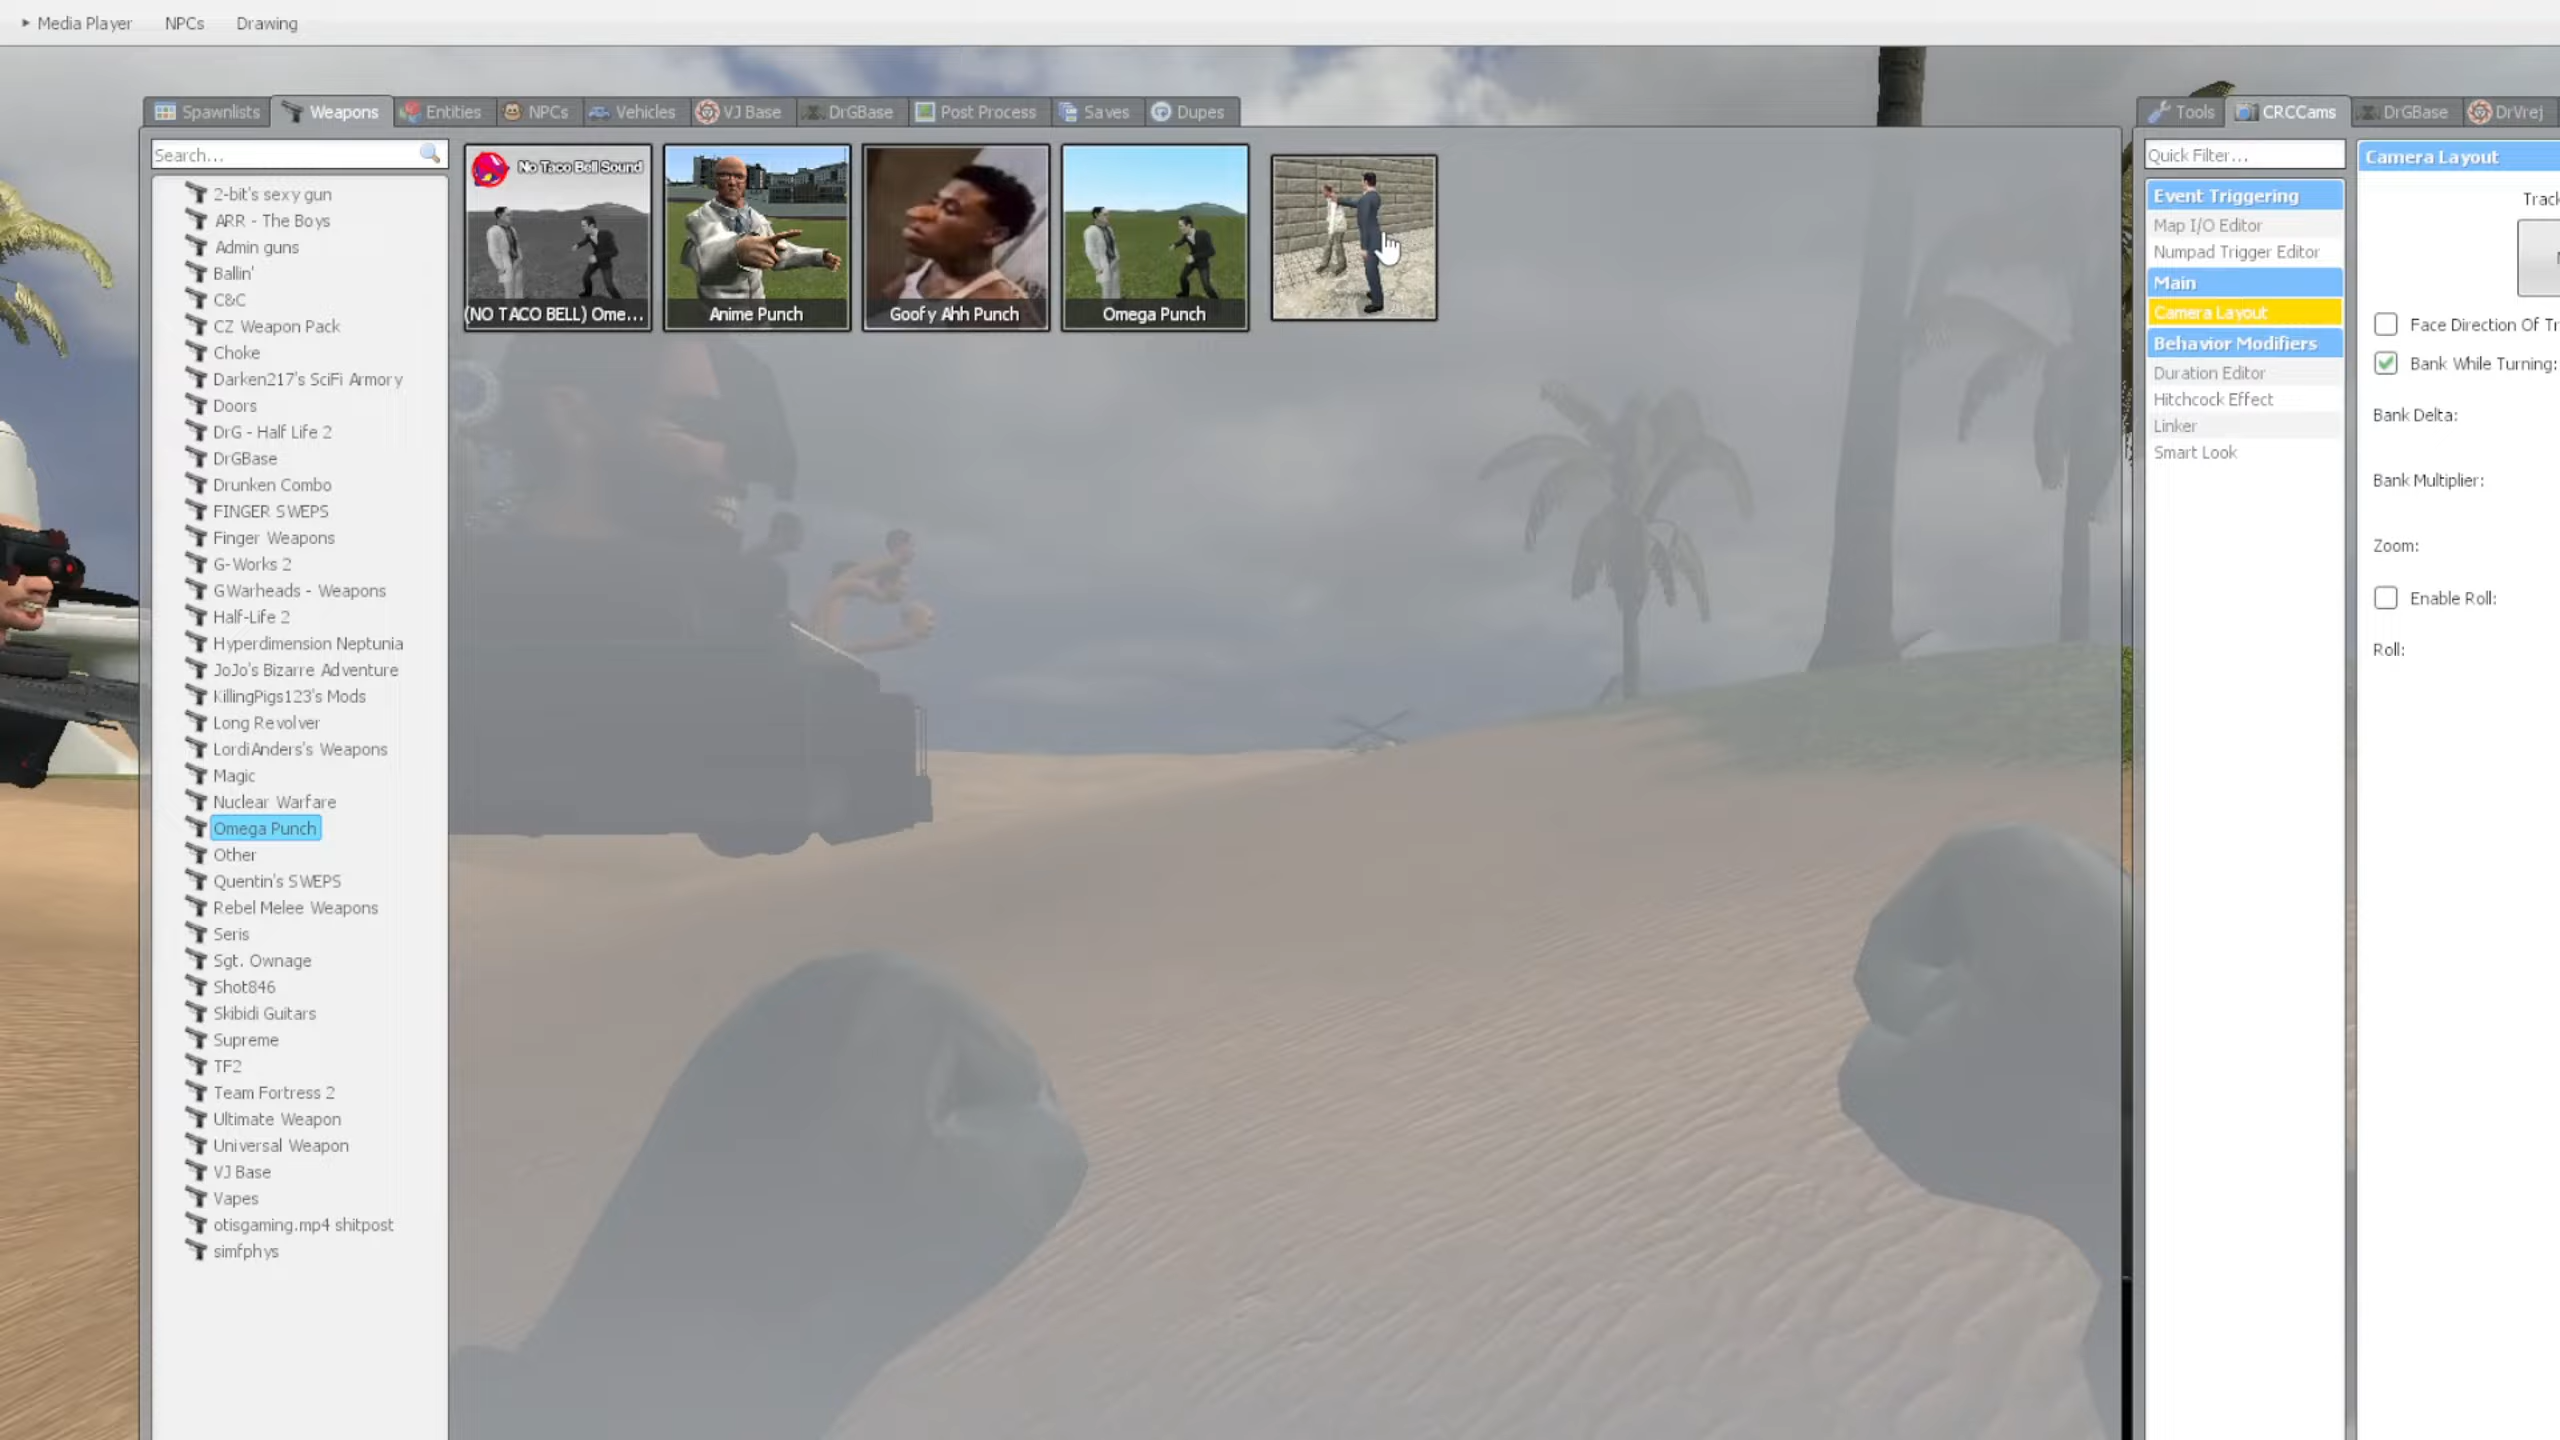 Media Player NPCs Drawing
Spawnlists Weapons Entities NPCs Vehicles VJ Base DrGBase Post Process Saves Dupes
Search...
2-bit's sexy gun
ARR - The Boys
Admin guns
Ballin'
C&C
CZ Weapon Pack
Choke
Darken217's SciFi Armory
Doors
DrG - Half Life 2
DrGBase
Drunken Combo
FINGER SWEPS
Finger Weapons
G-Works 2
GWarheads - Weapons
Half-Life 2
Hyperdimension Neptunia
JoJo's Bizarre Adventure
KillingPigs123's Mods
Long Revolver
LordiAnders's Weapons
Magic
Nuclear Warfare
Omega Punch
Other
Quentin's SWEPS
Rebel Melee Weapons
Seris
Sgt. Ownage
Shot846
Skibidi Guitars
Supreme
TF2
Team Fortress 2
Ultimate Weapon
Universal Weapon
VJ Base
Vapes
otisgaming.mp4 shitpost
simfphys
No Taco Bell Sound
(NO TACO BELL) Ome...
Anime Punch
Goofy Ahh Punch
Omega Punch
Tools CRCCams DrGBase DrVrej
Quick Filter...
Event Triggering
Map I/O Editor
Numpad Trigger Editor
Main
Camera Layout
Behavior Modifiers
Duration Editor
Hitchcock Effect
Linker
Smart Look
Camera Layout
Track
Face Direction Of Tr
Bank While Turning:
Bank Delta:
Bank Multiplier:
Zoom:
Enable Roll:
Roll: